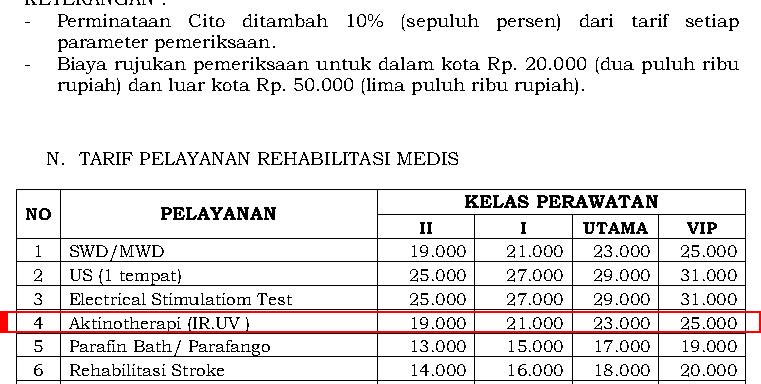 KETERANGAN :
- Perminataan Cito ditambah 10% (sepuluh persen) dari tarif setiap
parameter pemeriksaan.
- Biaya rujukan pemeriksaan untuk dalam kota Rp. 20.000 (dua puluh ribu
rupiah) dan luar kota Rp. 50.000 (lima puluh ribu rupiah).
N. TARIF PELAYANAN REHABILITASI MEDIS
NO PELAYANAN KELAS PERAWATAN
II I UTAMA VIP
1 SWD/MWD 19.000 21.000 23.000 25.000
2 US (1 tempat) 25.000 27.000 29.000 31.000
3 Electrical Stimulatiom Test 25.000 27.000 29.000 31.000
4 Aktinotherapi (IR.UV ) 19.000 21.000 23.000 25.000
5 Parafin Bath/ Parafango 13.000 15.000 17.000 19.000
6 Rehabilitasi Stroke 14.000 16.000 18.000 20.000